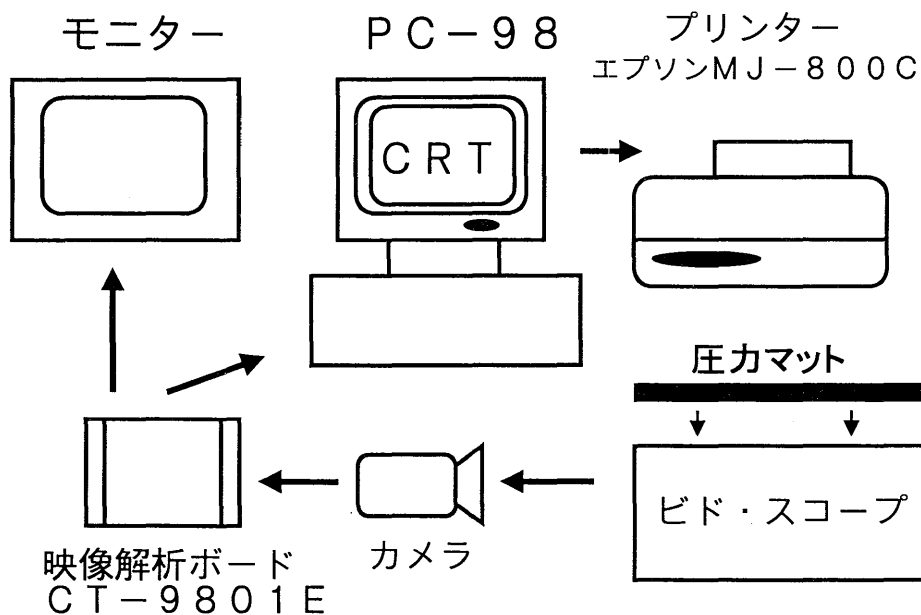 モニター
PC-98
プリンター
エプソンMJ-800C
CRT
圧力マット
ビド・スコープ
カメラ
映像解析ボード
CT-9801E